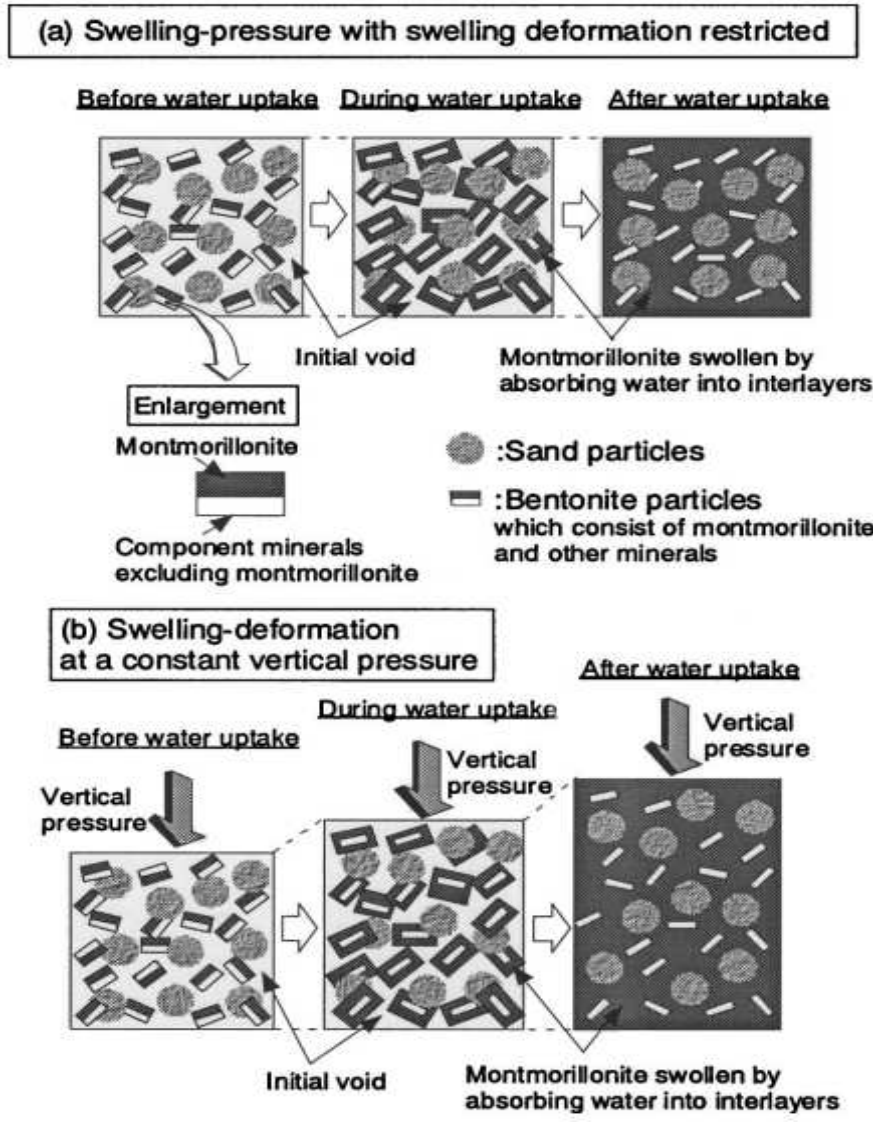 (a) Swelling-pressure with swelling deformation restricted
Before water uptake
During water uptake
After water uptake
Initial void
Montmorillonite swollen by
absorbing water into interlayers
Enlargement
Montmorillonite
Component minerals
excluding montmorillonite
:Sand particles
:Bentonite particles
which consist of montmorillonite
and other minerals
(b) Swelling-deformation
at a constant vertical pressure
Before water uptake
During water uptake
After water uptake
Vertical
pressure
Vertical
pressure
Vertical
pressure
Initial void
Montmorillonite swollen by
absorbing water into interlayers